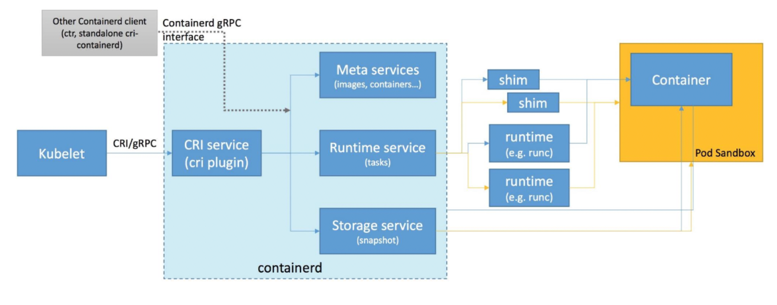 Other Containerd client
(ctr, standalone cri-
containerd)
Containerd gRPC
interface
Meta services
(images, containers...)
shim
shim
Container
Kubelet
CRI/gRPC
CRI service
(cri plugin)
Runtime service
(tasks)
runtime
(e.g. runc)
runtime
(e.g. runc)
Pod Sandbox
Storage service
(snapshot)
containerd